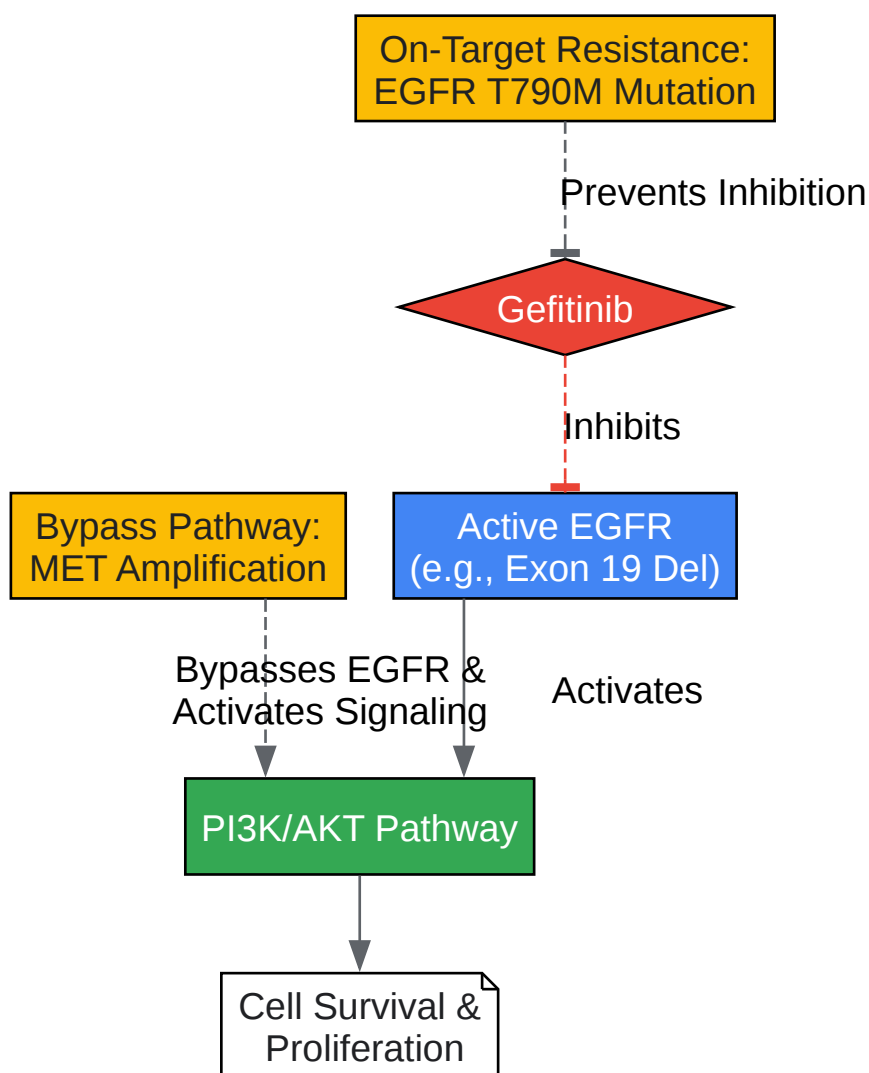 On-Target Resistance:
EGFR T790M Mutation
Prevents Inhibition
Gefitinib
Inhibits
Bypass Pathway:
MET Amplification
Active EGFR
(e.g., Exon 19 Del)
Bypasses EGFR &
Activates Signaling
Activates
PI3K/AKT Pathway
Cell Survival &
Proliferation